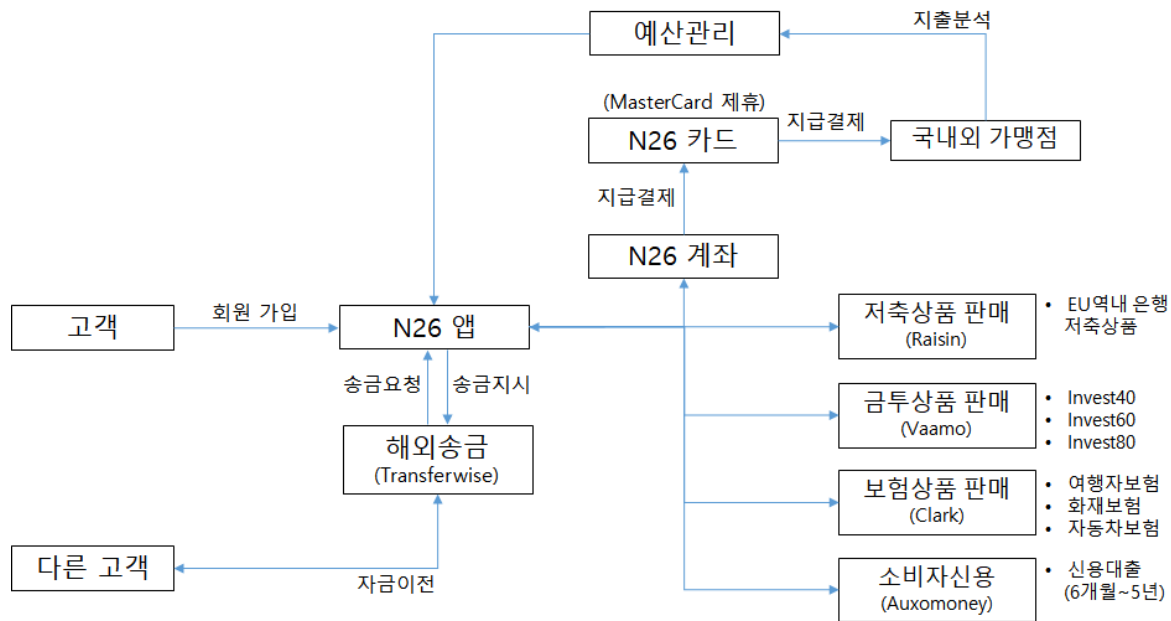 예산관리
지출분석
(MasterCard 제휴)
N26 카드
지급결제
국내외 가맹점
지급결제
N26 계좌
고객
회원 가입
N26 앱
송금요청
송금지시
해외송금
(Transferwise)
다른 고객
자금이전
저축상품 판매
(Raisin)
• EU역내 은행
저축상품
금투상품 판매
(Vaamo)
• Invest40
• Invest60
• Invest80
보험상품 판매
(Clark)
• 여행자보험
• 화재보험
• 자동차보험
소비자신용
(Auxomoney)
• 신용대출
(6개월~5년)